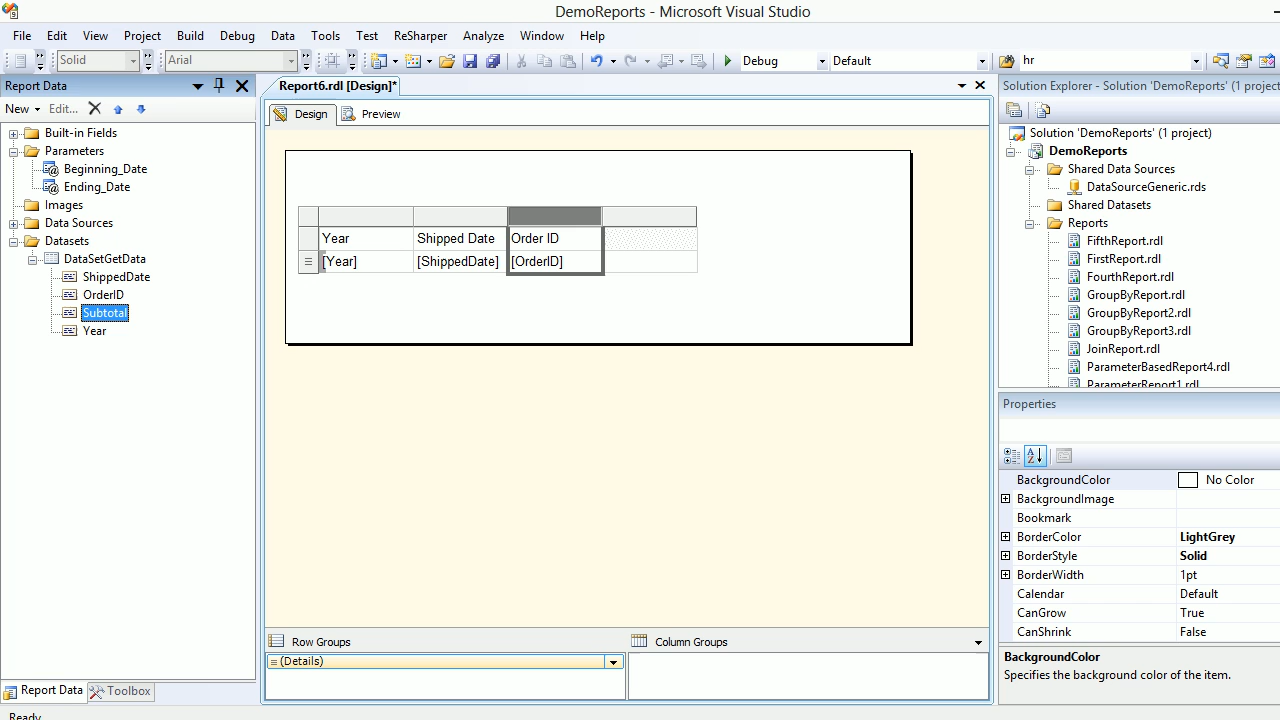 DemoReports - Microsoft Visual Studio
File Edit View Project Build Debug Data Tools Test ReSharper Analyze Window Help
Solid Arial Debug Default hr
Report Data
New Edit...
Built-in Fields
Parameters
Beginning_Date
Ending_Date
Images
Data Sources
Datasets
DataSetGetData
ShippedDate
OrderID
Subtotal
Year
Report Data Toolbox
Report6.rdl [Design]*
Design Preview
Year Shipped Date Order ID
[Year] [ShippedDate] [OrderID]
Row Groups Column Groups
(Details)
Solution Explorer - Solution 'DemoReports' (1 project
Solution 'DemoReports' (1 project)
DemoReports
Shared Data Sources
DataSourceGeneric.rds
Shared Datasets
Reports
FifthReport.rdl
FirstReport.rdl
FourthReport.rdl
GroupByReport.rdl
GroupByReport2.rdl
GroupByReport3.rdl
JoinReport.rdl
ParameterBasedReport4.rdl
ParameterReport1.rdl
Properties
BackgroundColor No Color
BackgroundImage
Bookmark
BorderColor LightGrey
BorderStyle Solid
BorderWidth 1pt
Calendar Default
CanGrow True
CanShrink False
BackgroundColor
Specifies the background color of the item.
Ready